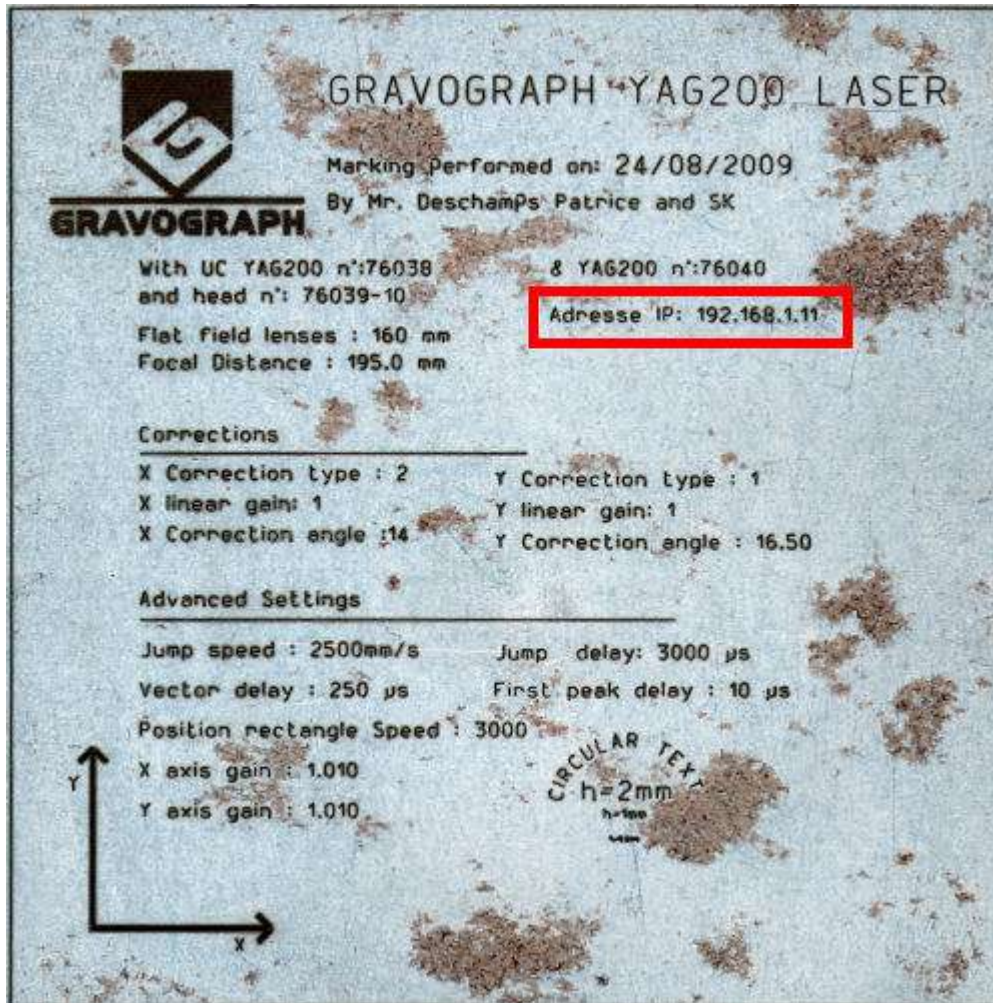 GRAVOGRAPH YAG200 LASER
Marking Performed on: 24/08/2009
By Mr. Deschamps Patrice and SK
GRAVOGRAPH
With UC YAG200 n°:76038 & YAG200 n°:76040
and head n°: 76039-10
Adresse IP: 192.168.1.11
Flat field lenses : 160 mm
Focal Distance : 195.0 mm
Corrections
X Correction type : 2 Y Correction type : 1
X linear gain: 1 Y linear gain: 1
X Correction angle :14 Y Correction angle : 16.50
Advanced Settings
Jump speed : 2500mm/s Jump delay: 3000 µs
Vector delay : 250 µs First peak delay : 10 µs
Position rectangle Speed : 3000
X axis gain : 1.010
Y axis gain : 1.010
CIRCULAR TEXT
h=2mm
h=1mm
Y
X